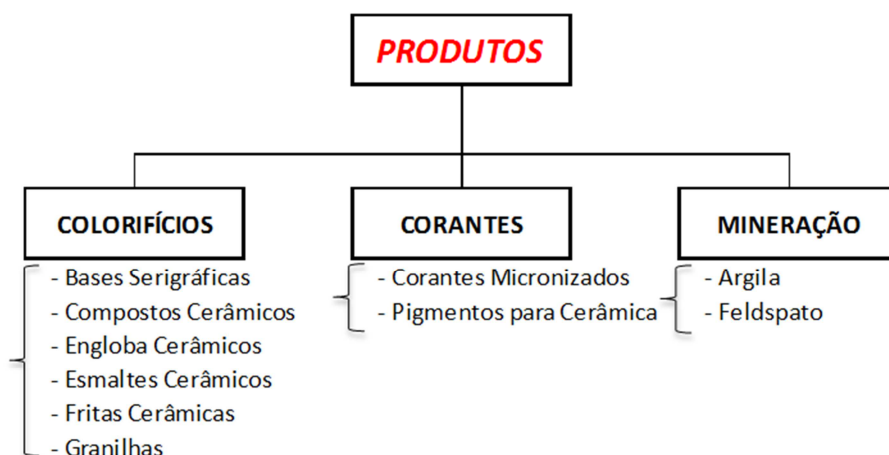 PRODUTOS
COLORIFÍCIOS
- Bases Serigráficas
- Compostos Cerâmicos
- Engloba Cerâmicos
- Esmaltes Cerâmicos
- Fritas Cerâmicas
- Granilhas
CORANTES
- Corantes Micronizados
- Pigmentos para Cerâmica
MINERAÇÃO
- Argila
- Feldspato